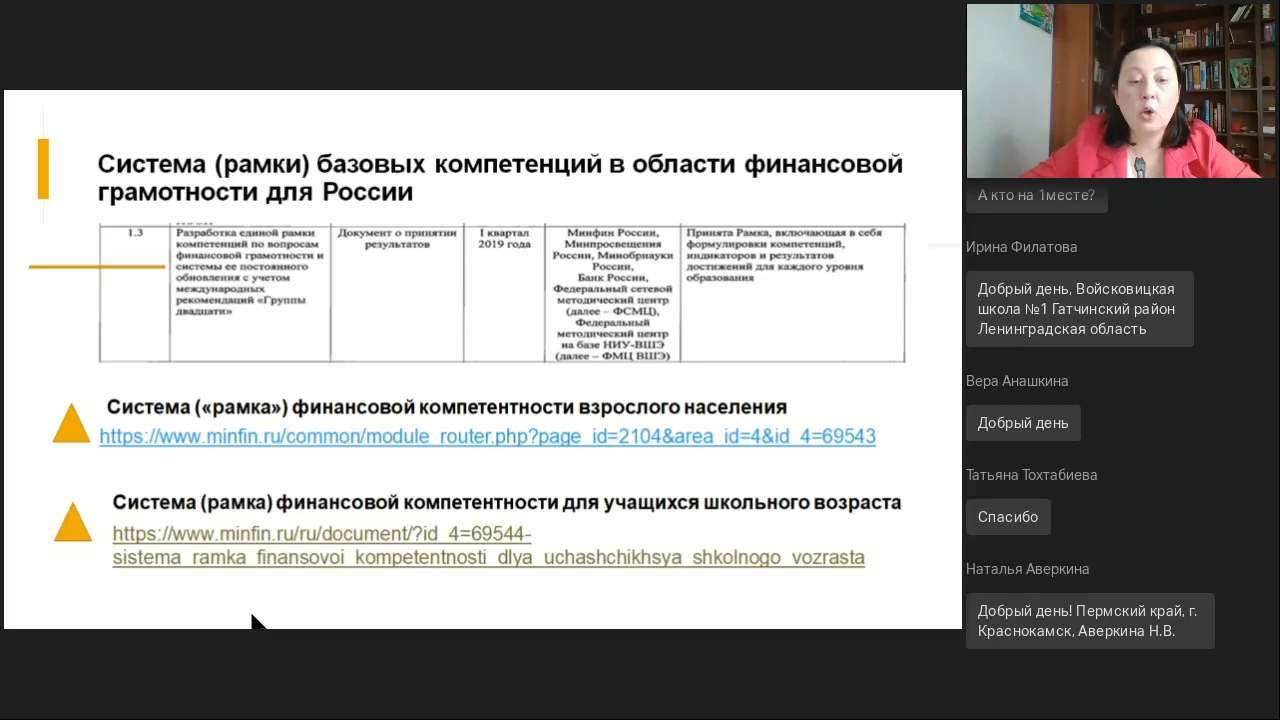 Система (рамки) базовых компетенций в области финансовой
грамотности для России
1.3
Разработка единой рамки
компетенций по вопросам
финансовой грамотности и
системы ее постоянного
обновления с учетом
международных
рекомендаций «Группы
двадцати»
Документ о принятии
результатов
I квартал
2019 года
Минфин России,
Минпросвещения
России, Минобрнауки
России,
Банк России,
Федеральный сетевой
методический центр
(далее – ФСМЦ),
Федеральный
методический центр
на базе НИУ-ВШЭ
(далее – ФМЦ ВШЭ)
Принята Рамка, включающая в себя
формулировки компетенций,
индикаторов и результатов
достижений для каждого уровня
образования
Система («рамка») финансовой компетентности взрослого населения
https://www.minfin.ru/common/module_router.php?page_id=2104&area_id=4&id_4=69543
Система (рамка) финансовой компетентности для учащихся школьного возраста
https://www.minfin.ru/ru/document/?id_4=69544-
sistema_ramka_finansovoi_kompetentnosti_dlya_uchashchikhsya_shkolnogo_vozrasta
А кто на 1месте?
Ирина Филатова
Добрый день, Войсковицкая
школа №1 Гатчинский район
Ленинградская область
Вера Анашкина
Добрый день
Татьяна Тохтабиева
Спасибо
Наталья Аверкина
Добрый день! Пермский край, г.
Краснокамск, Аверкина Н.В.